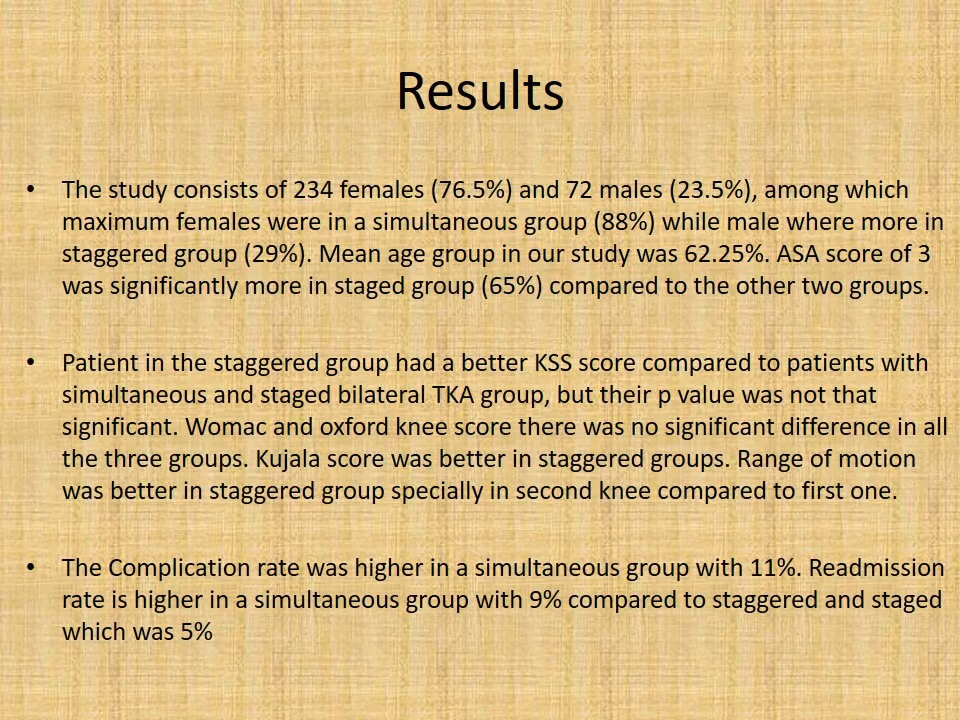 Results
• The study consists of 234 females (76.5%) and 72 males (23.5%), among which
maximum females were in a simultaneous group (88%) while male where more in
staggered group (29%). Mean age group in our study was 62.25%. ASA score of 3
was significantly more in staged group (65%) compared to the other two groups.
• Patient in the staggered group had a better KSS score compared to patients with
simultaneous and staged bilateral TKA group, but their p value was not that
significant. Womac and oxford knee score there was no significant difference in all
the three groups. Kujala score was better in staggered groups. Range of motion
was better in staggered group specially in second knee compared to first one.
• The Complication rate was higher in a simultaneous group with 11%. Readmission
rate is higher in a simultaneous group with 9% compared to staggered and staged
which was 5%